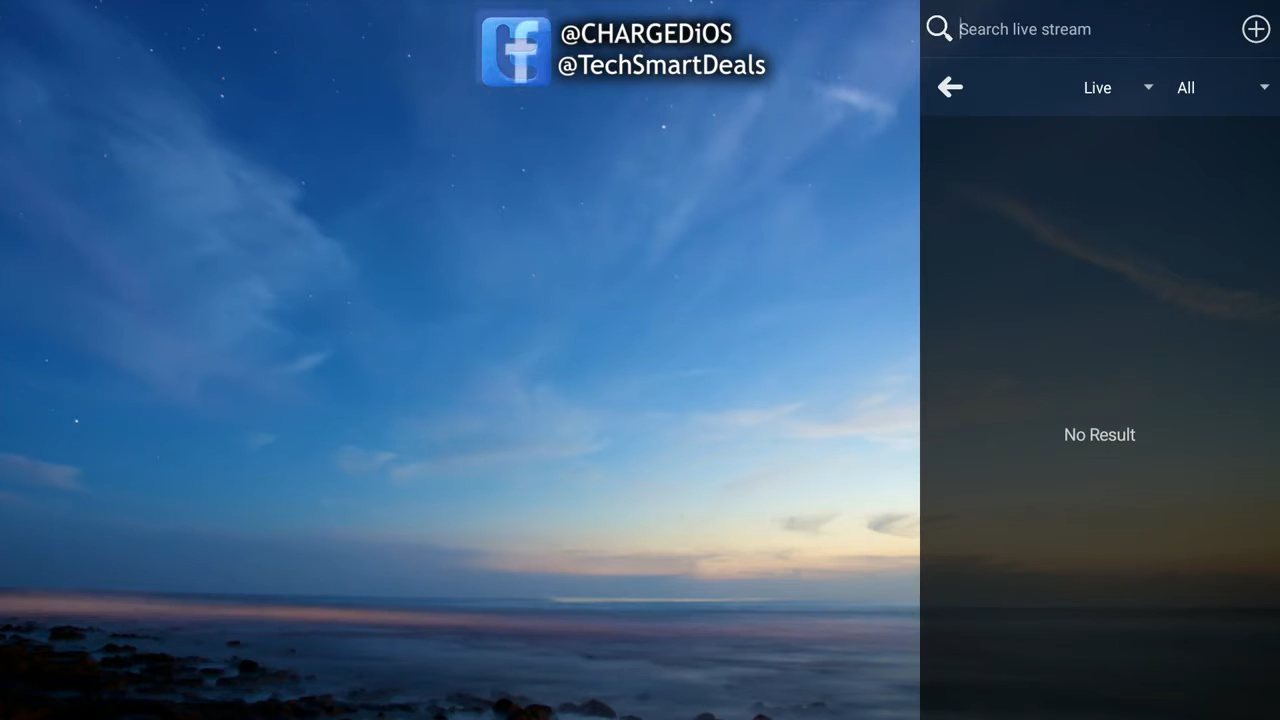 @CHARGEDiOS
@TechSmartDeals
Search live stream
Live
All
No Result